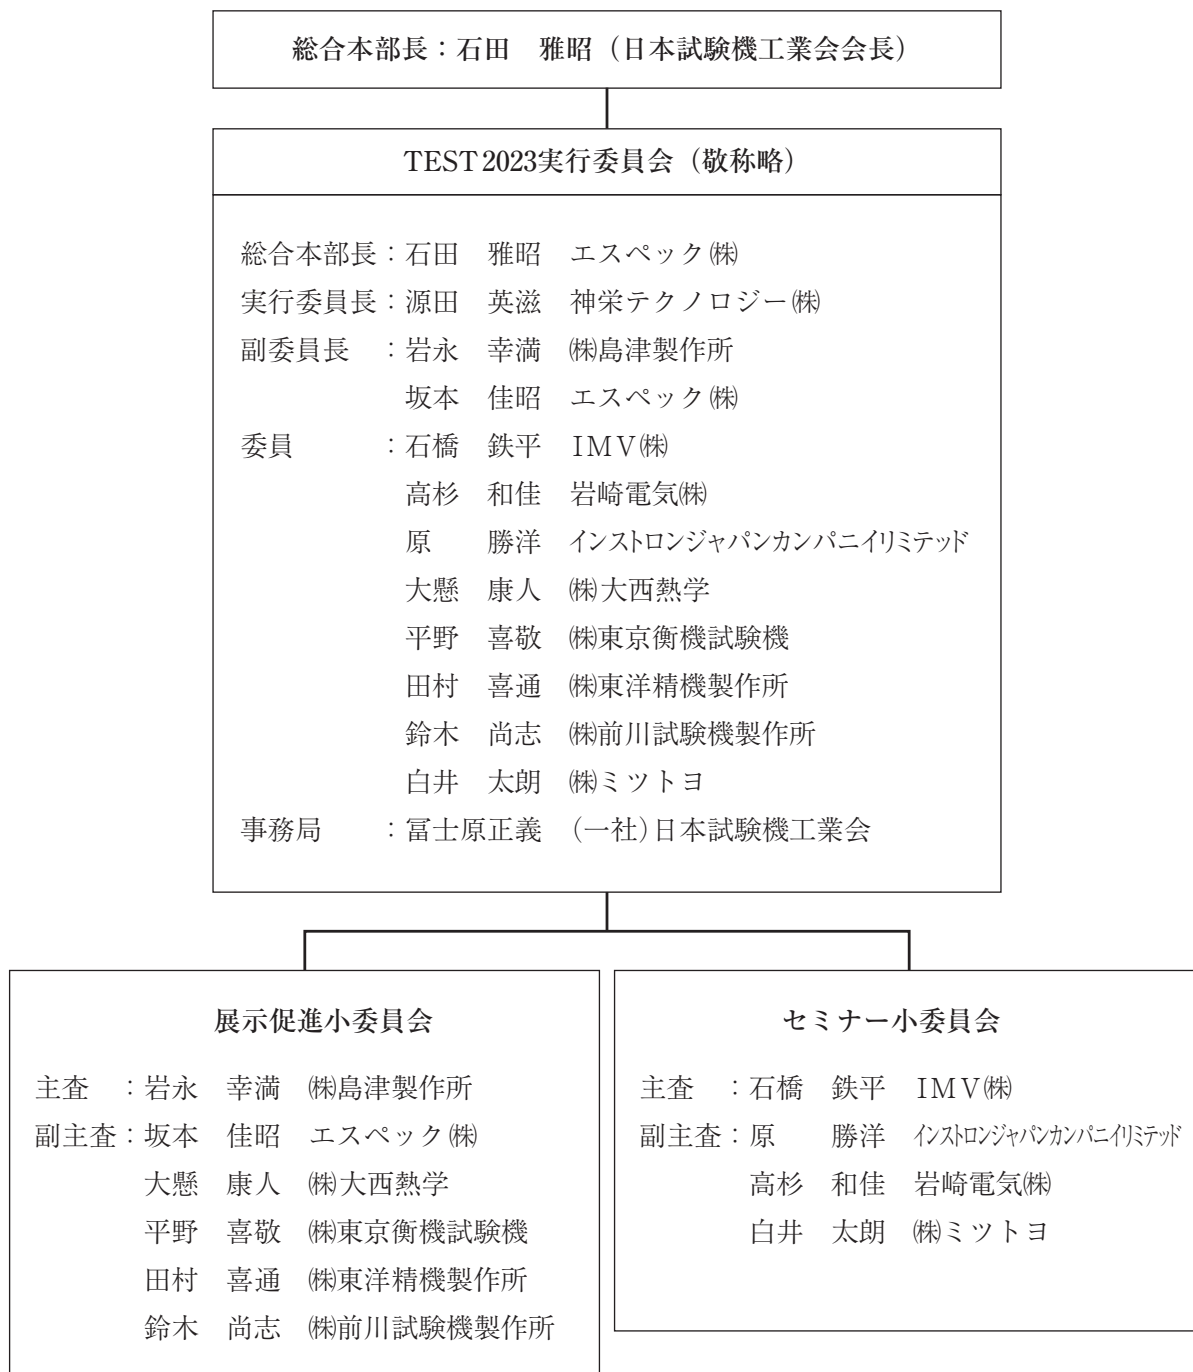 総合本部長：石田　雅昭（日本試験機工業会会長）
TEST 2023実行委員会（敬称略）
総合本部長：石田　雅昭　エスペック㈱
実行委員長：源田　英滋　神栄テクノロジー㈱
副委員長　：岩永　幸満　㈱島津製作所
坂本　佳昭　エスペック㈱
委員　　　：石橋　鉄平　ＩＭＶ㈱
高杉　和佳　岩崎電気㈱
原　　勝洋　インストロンジャパンカンパニイリミテッド
大懸　康人　㈱大西熱学
平野　喜敬　㈱東京衡機試験機
田村　喜通　㈱東洋精機製作所
鈴木　尚志　㈱前川試験機製作所
白井　太朗　㈱ミツトヨ
事務局　　：冨士原正義　（一社）日本試験機工業会
展示促進小委員会
主査　：岩永　幸満　㈱島津製作所
副主査：坂本　佳昭　エスペック㈱
大懸　康人　㈱大西熱学
平野　喜敬　㈱東京衡機試験機
田村　喜通　㈱東洋精機製作所
鈴木　尚志　㈱前川試験機製作所
セミナー小委員会
主査　：石橋　鉄平　ＩＭＶ㈱
副主査：原　　勝洋　インストロンジャパンカンパニイリミテッド
高杉　和佳　岩崎電気㈱
白井　太朗　㈱ミツトヨ